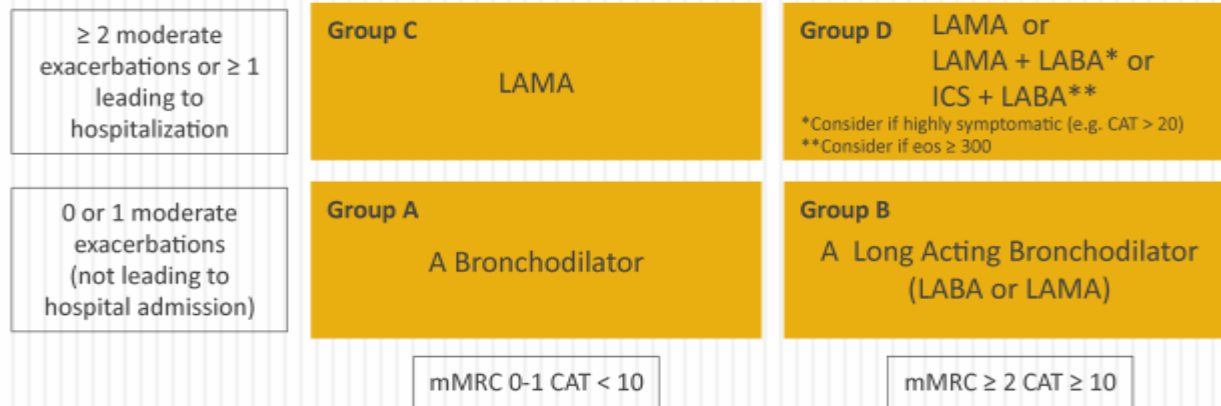 ≥ 2 moderate
exacerbations or ≥ 1
leading to
hospitalization
Group C
LAMA
Group D
LAMA or
LAMA + LABA* or
ICS + LABA**
*Consider if highly symptomatic (e.g. CAT > 20)
**Consider if eos ≥ 300
0 or 1 moderate
exacerbations
(not leading to
hospital admission)
Group A
A Bronchodilator
Group B
A Long Acting Bronchodilator
(LABA or LAMA)
mMRC 0-1 CAT < 10
mMRC ≥ 2 CAT ≥ 10